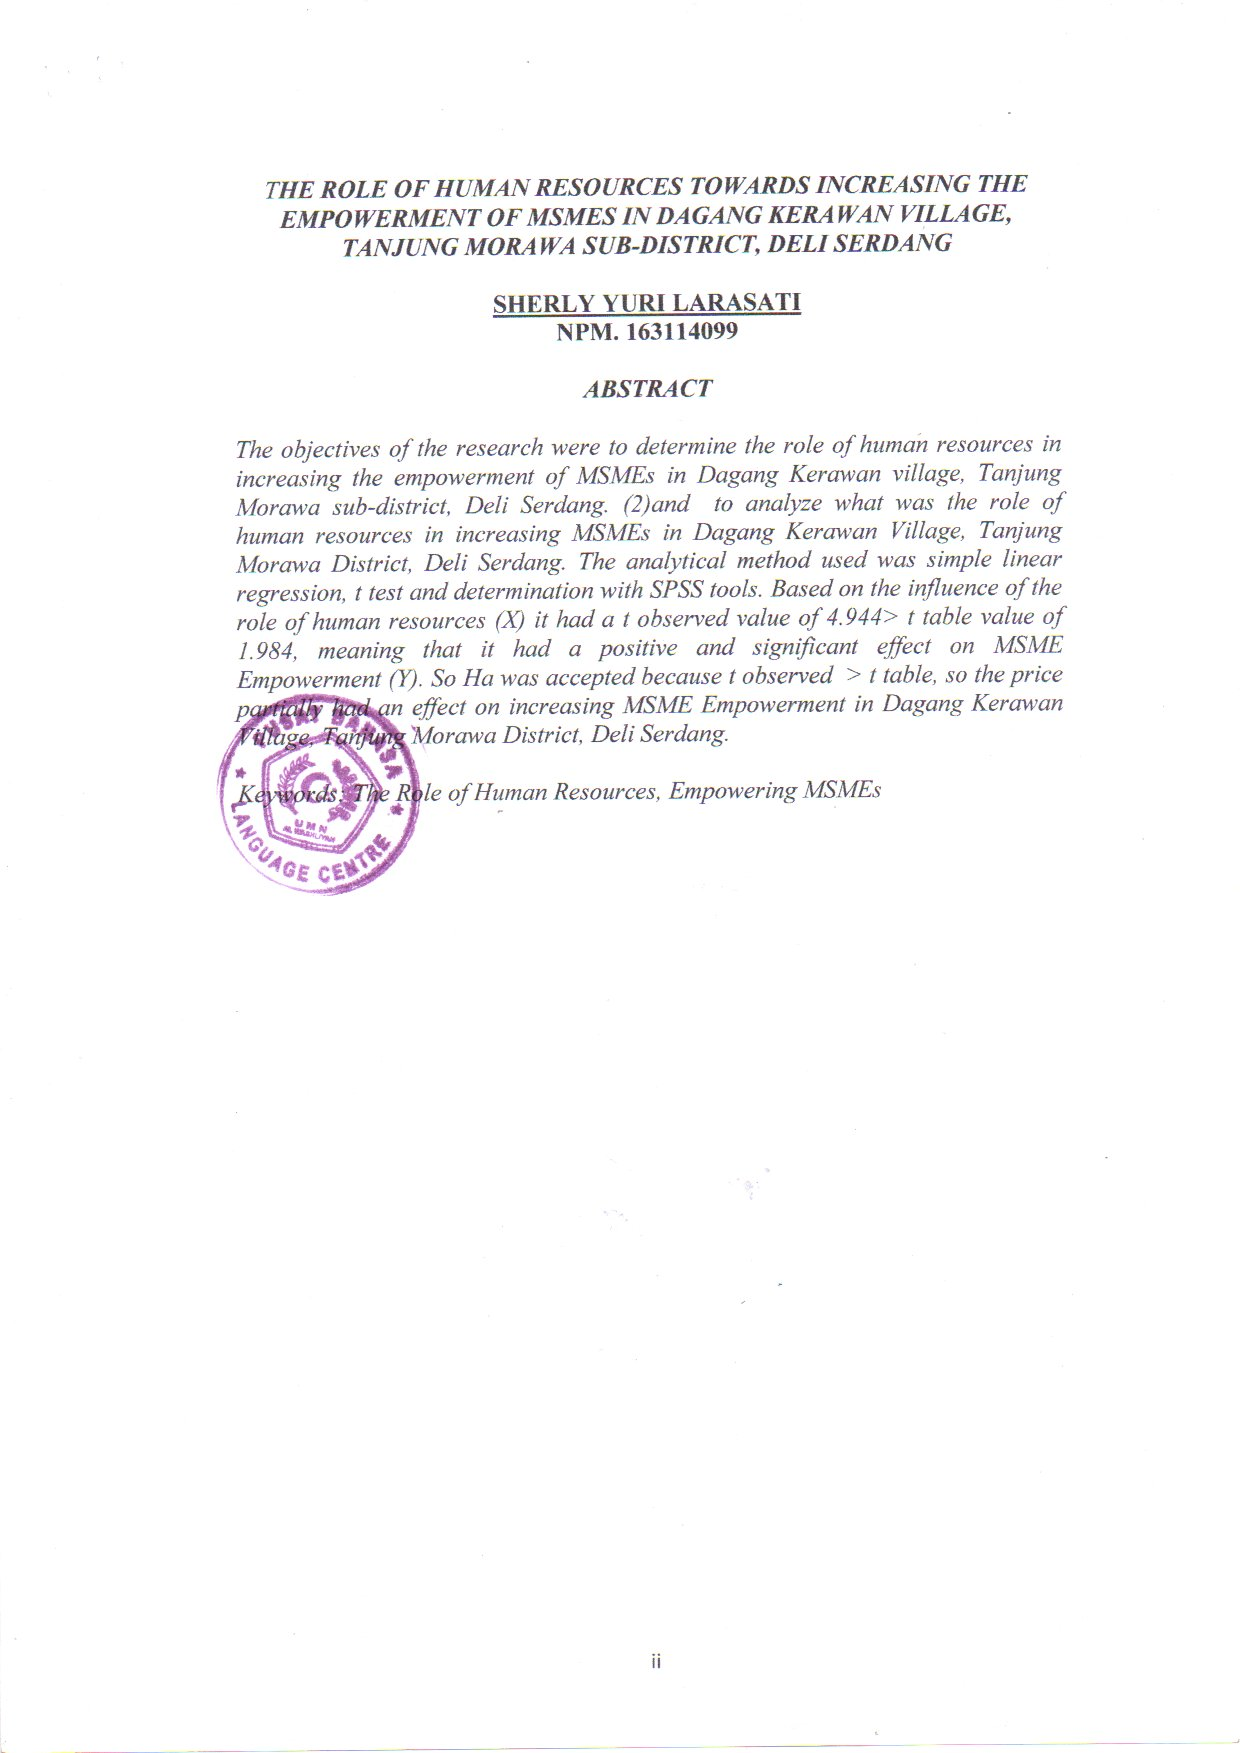 THE ROLE OF HUMAN RESOURCES TOWARDS INCREASING THE
EMPOWERMENT OF MSMES IN DAGANG KERAWAN VILLAGE,
TANJUNG MORAWA SUB-DISTRICT, DELI SERDANG
SHERLY YURI LARASATI
NPM. 163114099
ABSTRACT
The objectives of the research were to determine the role of human resources in
increasing the empowerment of MSMEs in Dagang Kerawan village, Tanjung
Morawa sub-district, Deli Serdang. (2)and to analyze what was the role of
human resources in increasing MSMEs in Dagang Kerawan Village, Tanjung
Morawa District, Deli Serdang. The analytical method used was simple linear
regression, t test and determination with SPSS tools. Based on the influence of the
role of human resources (X) it had a t observed value of 4.944> t table value of
1.984, meaning that it had a positive and significant effect on MSME
Empowerment (Y). So Ha was accepted because t observed > t table, so the price
partially had an effect on increasing MSME Empowerment in Dagang Kerawan
Village, Tanjung Morawa District, Deli Serdang.
Keywords: The Role of Human Resources, Empowering MSMEs
UMN
LANGUAGE CENTRE
ii